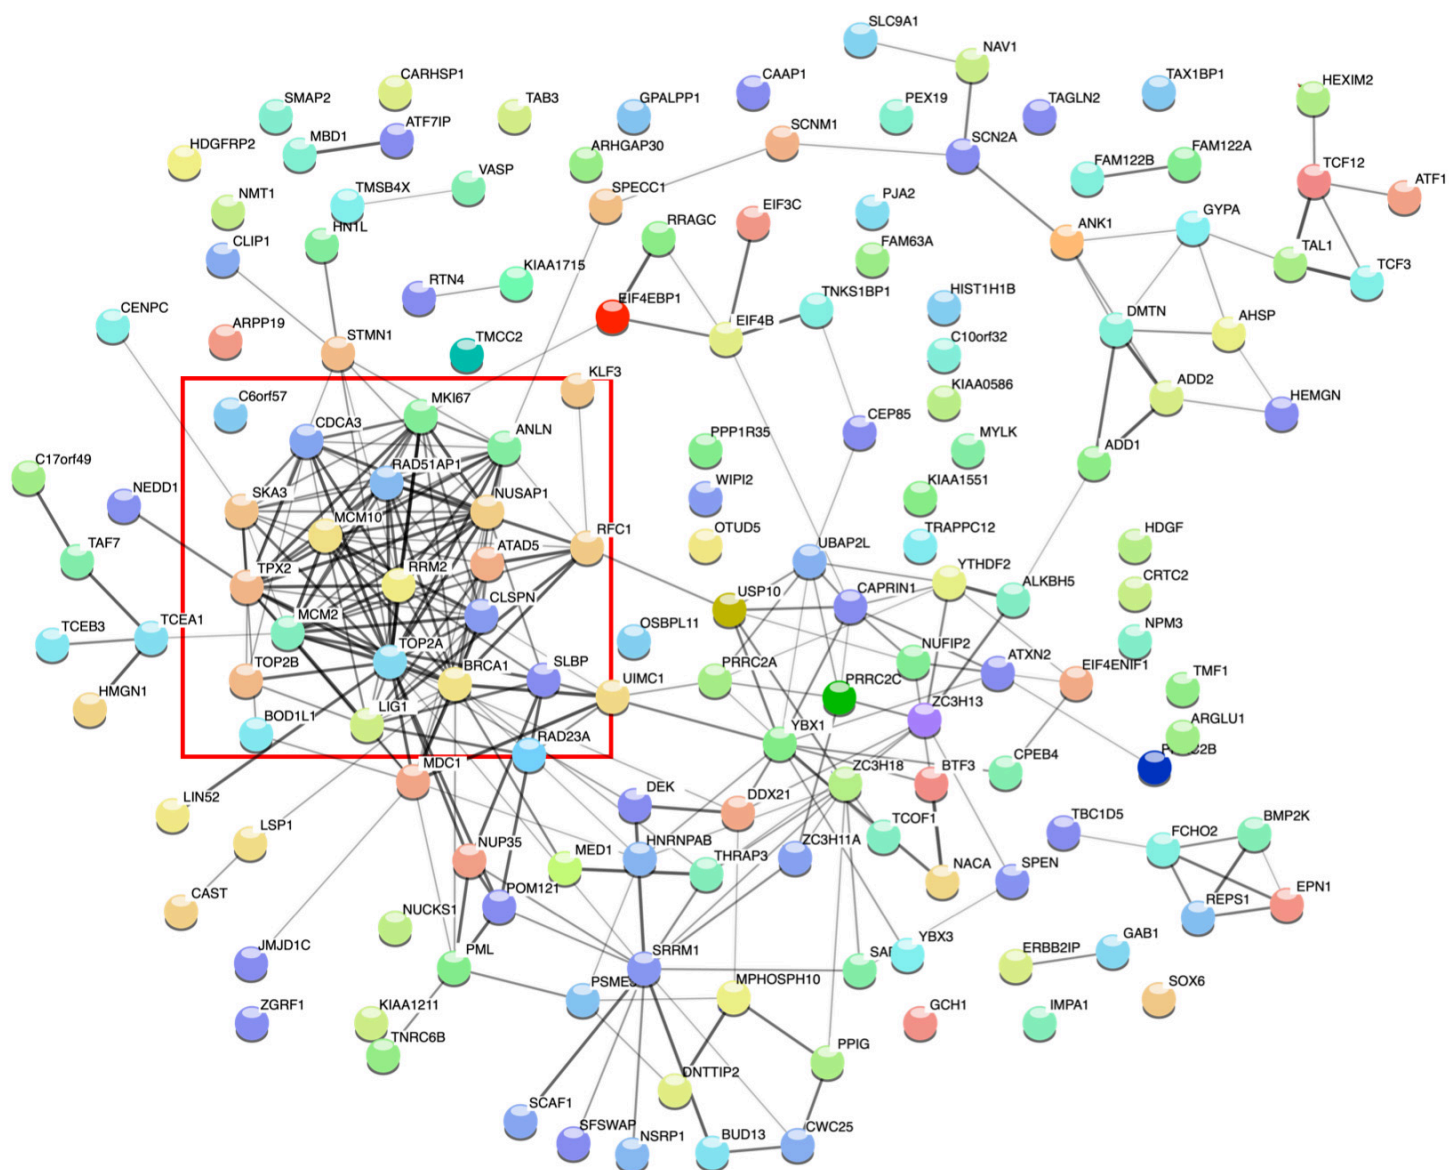 SLC9A1
NAV1
CARHSP1
CAAP1
TAX1BP1
HEXIM2
SMAP2
TAB3
GPALPP1
PEX19
TAGLN2
MBD1
ATF7IP
SCNM1
SCN2A
HDGFRP2
ARHGAP30
FAM122B
FAM122A
TCF12
ATF1
TMSB4X
VASP
SPECC1
NMT1
HN1L
RRAGC
EIF3C
PJA2
ANK1
GYPA
CLIP1
FAM63A
TAL1
TCF3
RTN4
KIAA1715
EIF4EBP1
EIF4B
TNKS1BP1
HIST1H1B
DMTN
AHSP
CENPC
ARPP19
STMN1
TMCC2
C10orf32
KLF3
KIAA0586
ADD2
HEMGN
C6orf57
MKI67
CDCA3
ANLN
CEP85
PPP1R35
MYLK
ADD1
C17orf49
NEDD1
RAD51AP1
SKA3
NUSAP1
WIPI2
KIAA1551
MCM10
RFC1
OTUD5
TRAPPC12
HDGF
TAF7
ATAD5
UBAP2L
TPX2
RRM2
YTHDF2
ALKBH5
CRTC2
CLSPN
USP10
CAPRIN1
TCEB3
TCEA1
MCM2
OSBPL11
NUFIP2
NPM3
TOP2A
TOP2B
BRCA1
SLBP
UIMC1
PRRC2A
PRRC2C
ATXN2
EIF4ENIF1
TMF1
HMGN1
ZC3H13
BOD1L1
LIG1
RAD23A
YBX1
ARGLU1
MDC1
ZC3H18
BTF3
CPEB4
LIN52
DEK
DDX21
TCOF1
TBC1D5
FCHO2
BMP2K
LSP1
NUP35
MED1
HNRNPAB
THRAP3
ZC3H11A
NACA
SPEN
CAST
POM121
NUCKS1
REPS1
EPN1
JMJD1C
PML
SRRM1
YBX3
ERBB2IP
GAB1
MPHOSPH10
SOX6
ZGRF1
KIAA1211
GCH1
IMPA1
TNRC6B
PPIG
DNTTIP2
SCAF1
SFSWAP
NSRP1
BUD13
CWC25